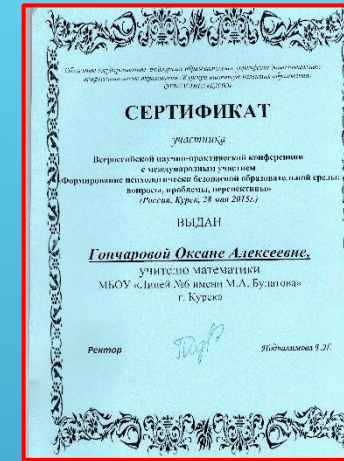 СЕРТИФИКАТ
участника
Всероссийской научно-практической конференции
с международным участием
«Формирование психологически безопасной образовательной среды:
вопросы, проблемы, перспективы»
(Россия, Курск, 28 мая 2015г.)
ВЫДАН
Гончаровой Оксане Алексеевне,
учителю математики
МБОУ «Лицей №6 имени М.А. Булатова»
г. Курска
Ректор